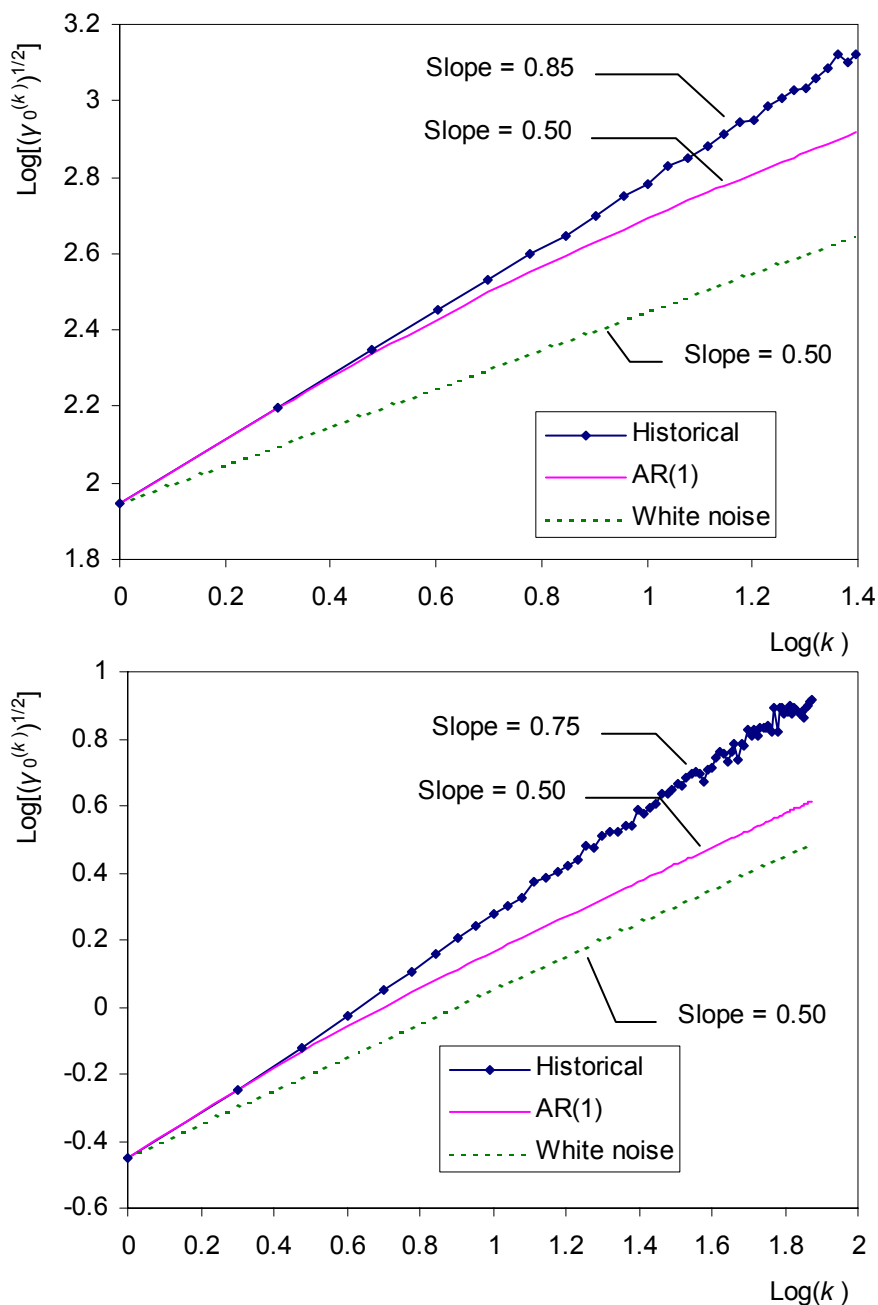 3.2
3
2.8
2.6
2.4
2.2
2
1.8
Log[(γ 0^(k))^1/2]
Slope = 0.85
Slope = 0.50
Slope = 0.50
Historical
AR(1)
White noise
0 0.2 0.4 0.6 0.8 1 1.2 1.4
Log(k )
1
0.8
0.6
0.4
0.2
0
-0.2
-0.4
-0.6
Log[(γ 0^(k))^1/2]
Slope = 0.75
Slope = 0.50
Slope = 0.50
Historical
AR(1)
White noise
0 0.2 0.4 0.6 0.8 1 1.2 1.4 1.6 1.8 2
Log(k )